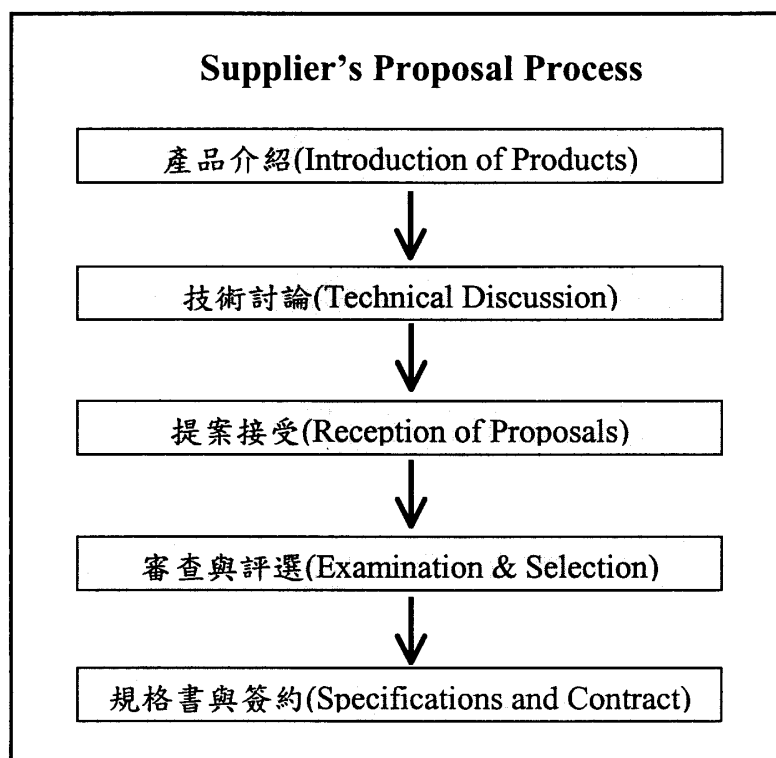 Supplier's Proposal Process
產品介紹(Introduction of Products)
技術討論(Technical Discussion)
提案接受(Reception of Proposals)
審查與評選(Examination & Selection)
規格書與簽約(Specifications and Contract)